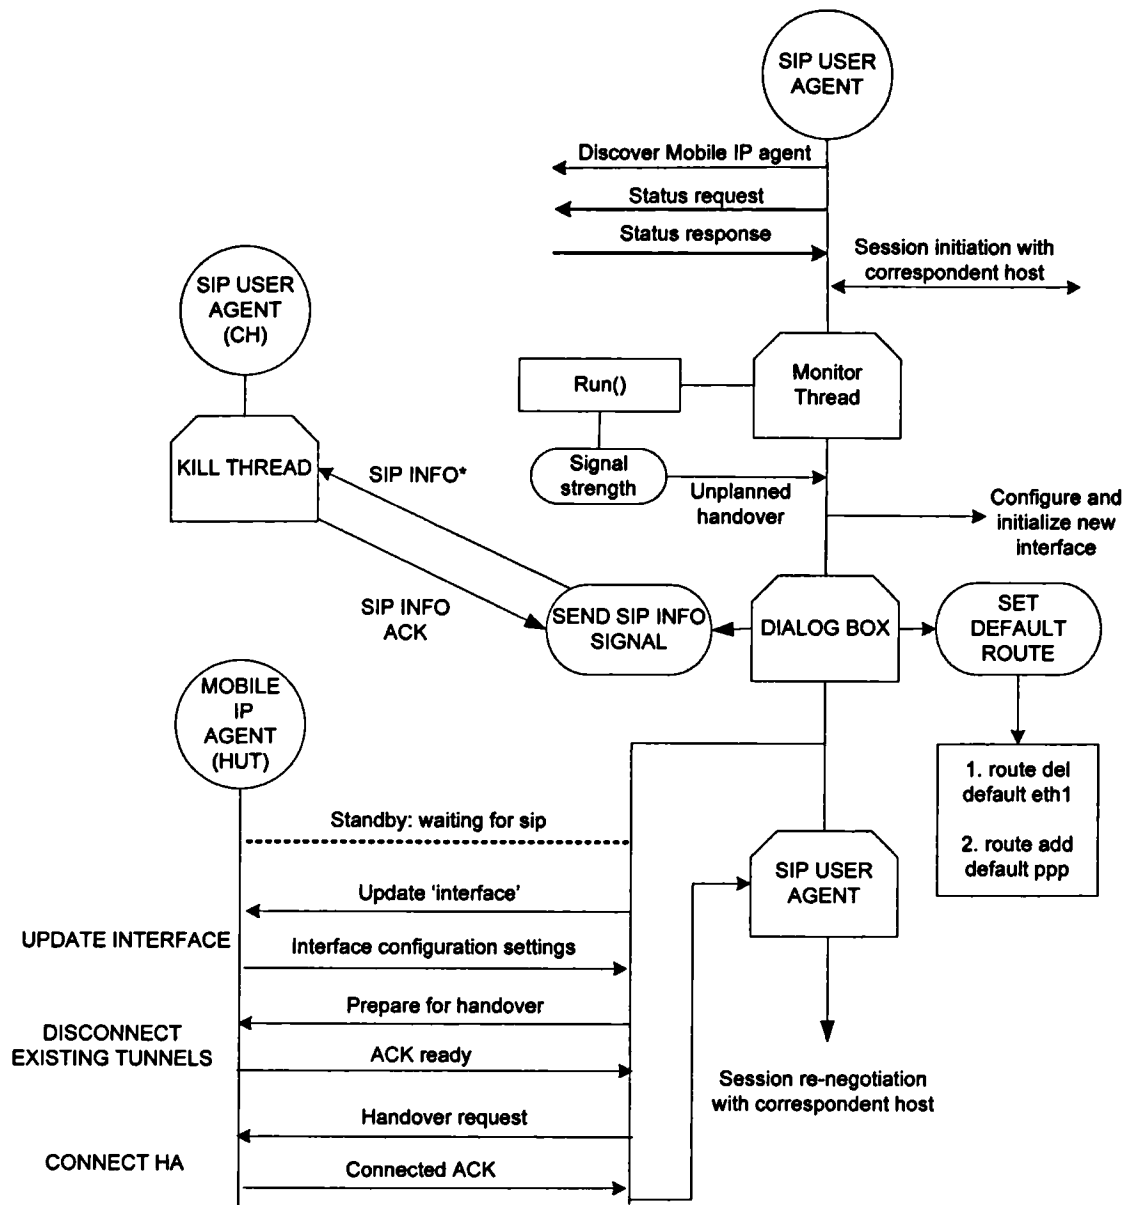 SIP USER
AGENT
Discover Mobile IP agent
Status request
Status response
Session initiation with
correspondent host
SIP USER
AGENT
(CH)
Monitor
Thread
Run()
KILL THREAD
SIP INFO*
Signal
strength
Unplanned
handover
Configure and
initialize new
interface
SIP INFO
ACK
SEND SIP INFO
SIGNAL
DIALOG BOX
SET
DEFAULT
ROUTE
MOBILE
IP
AGENT
(HUT)
1. route del
default eth1
2. route add
default ppp
Standby: waiting for sip
SIP USER
AGENT
Update ‘interface’
UPDATE INTERFACE
Interface configuration settings
Prepare for handover
DISCONNECT
EXISTING TUNNELS
ACK ready
Session re-negotiation
with correspondent host
Handover request
CONNECT HA
Connected ACK